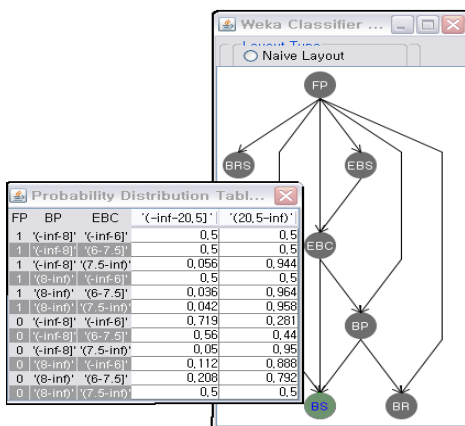 Weka Classifier ...
Layout Type
Naive Layout
FP
BRS
EBS
EBC
BP
BS
BR
Probability Distribution Tabl...
FP BP EBC '(-inf-20,5]' '(20,5-inf)'
1 '(-inf-8]' '(-inf-6]' 0,5 0,5
1 '(-inf-8]' '(6-7.5]' 0,5 0,5
1 '(-inf-8]' '(7.5-inf)' 0,056 0,944
1 '(8-inf)' '(-inf-6]' 0,5 0,5
1 '(8-inf)' '(6-7.5]' 0,036 0,964
1 '(8-inf)' '(7.5-inf)' 0,042 0,958
0 '(-inf-8]' '(-inf-6]' 0,719 0,281
0 '(-inf-8]' '(6-7.5]' 0,56 0,44
0 '(-inf-8]' '(7.5-inf)' 0,05 0,95
0 '(8-inf)' '(-inf-6]' 0,112 0,888
0 '(8-inf)' '(6-7.5]' 0,208 0,792
0 '(8-inf)' '(7.5-inf)' 0,5 0,5